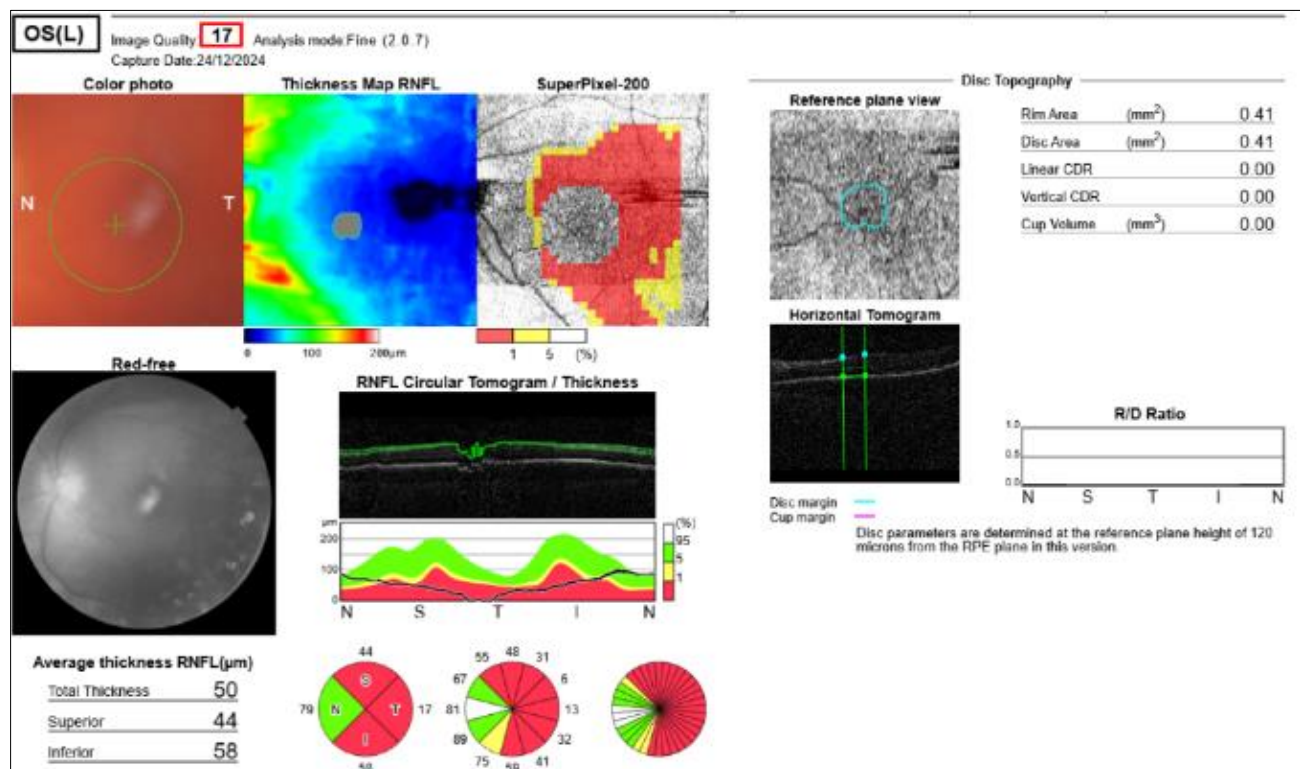 OS(L)
Image Quality 17 Analysis mode:Fine (2.0.7)
Capture Date:24/12/2024
Color photo
Thickness Map RNFL
SuperPixel-200
N
T
0 100 200μm
1 5 (%)
Red-free
RNFL Circular Tomogram / Thickness
μm
200
100
0
N S T I N
(%)
95
5
1
Average thickness RNFL(μm)
Total Thickness 50
Superior 44
Inferior 58
44
S
79 N T 17
I
58
55 48 31
67 6
81 13
89 32
75 59 41
Disc Topography
Reference plane view
Rim Area (mm²) 0.41
Disc Area (mm²) 0.41
Linear CDR 0.00
Vertical CDR 0.00
Cup Volume (mm³) 0.00
Horizontal Tomogram
Disc margin
Cup margin
R/D Ratio
1.0
0.5
0.0
N S T I N
Disc parameters are determined at the reference plane height of 120
microns from the RPE plane in this version.